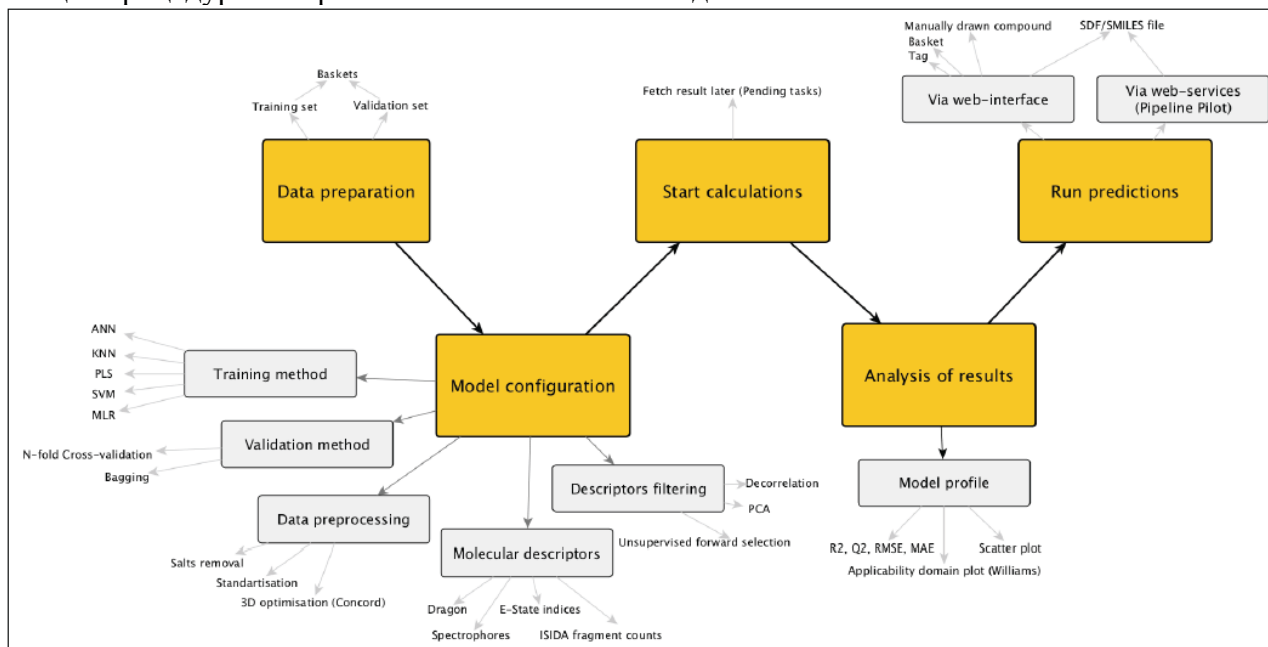 Manually drawn compound
SDF/SMILES file
Basket
Tag
Baskets
Training set
Validation set
Fetch result later (Pending tasks)
Via web-interface
Via web-services
(Pipeline Pilot)
Data preparation
Start calculations
Run predictions
ANN
KNN
PLS
SVM
MLR
Training method
Model configuration
Analysis of results
Validation method
N-fold Cross-validation
Bagging
Descriptors filtering
Decorrelation
PCA
Unsupervised forward selection
Model profile
Data preprocessing
Molecular descriptors
R2, Q2, RMSE, MAE
Scatter plot
Applicability domain plot (Williams)
Salts removal
Standartisation
3D optimisation (Concord)
Dragon
E-State indices
Spectrophores
ISIDA fragment counts